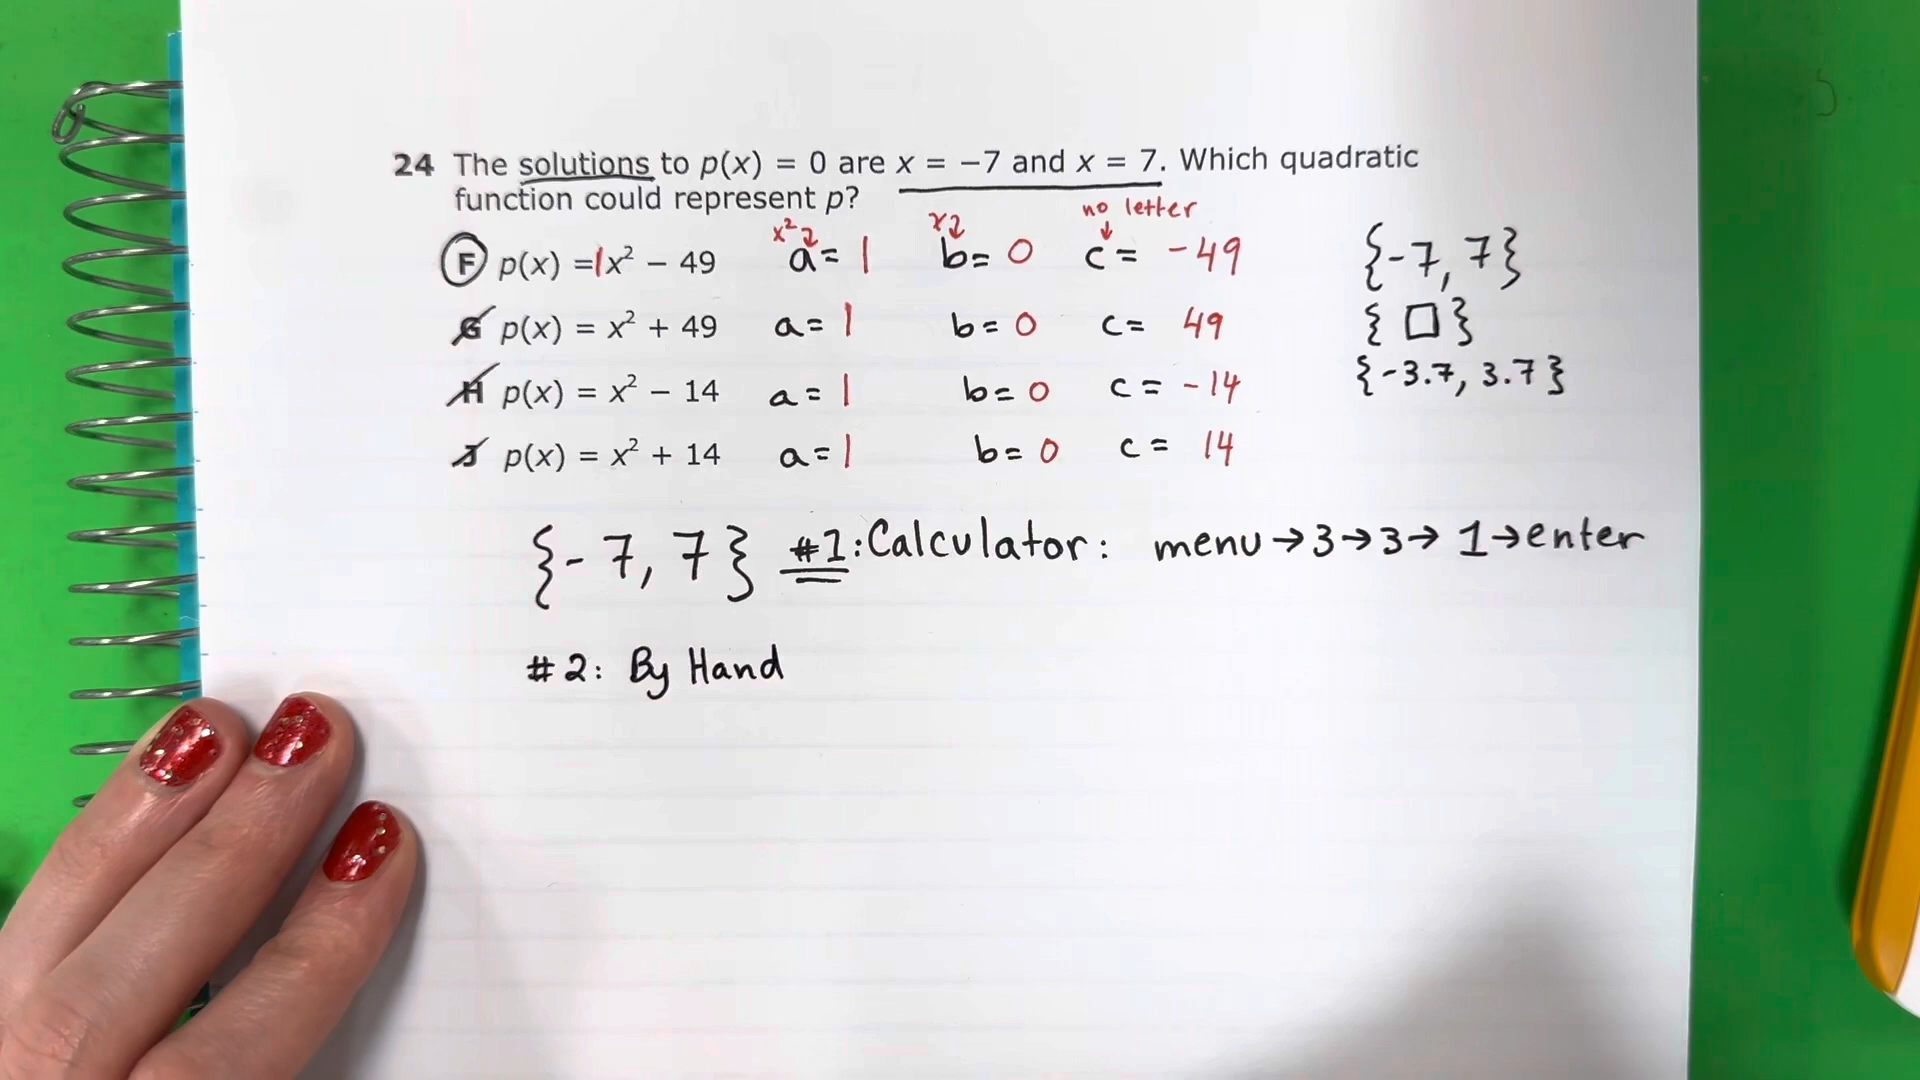 24 The solutions to p(x) = 0 are x = −7 and x = 7. Which quadratic
function could represent p?
no letter
x² x
F p(x) = 1x² − 49 a = 1 b = 0 c = -49 {-7, 7}
G p(x) = x² + 49 a = 1 b = 0 c = 49 {□}
H p(x) = x² − 14 a = 1 b = 0 c = -14 {-3.7, 3.7}
J p(x) = x² + 14 a = 1 b = 0 c = 14
{-7, 7} #1: Calculator: menu → 3 → 3 → 1 → enter
#2: By Hand